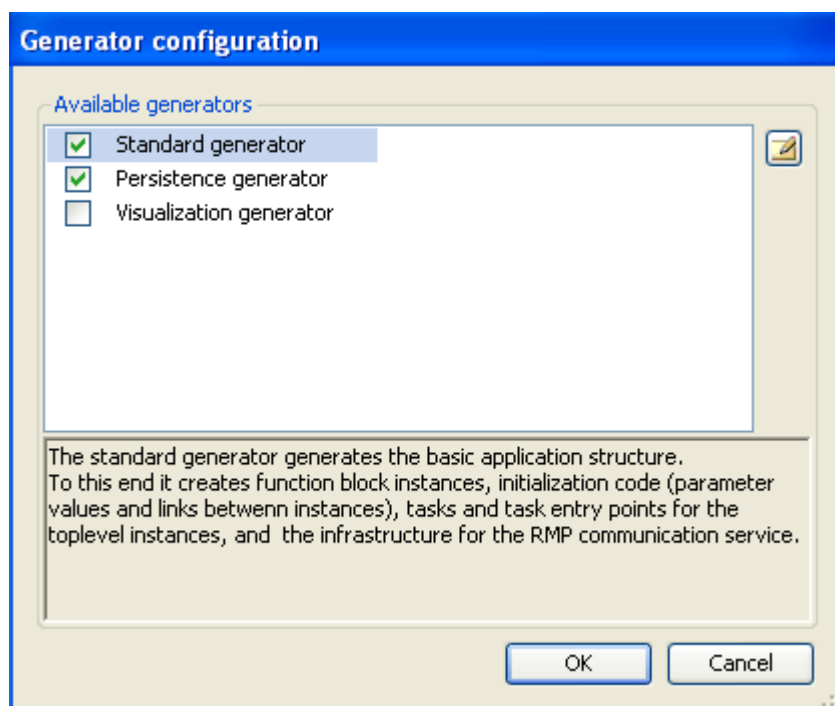 Generator configuration
Available generators
Standard generator
Persistence generator
Visualization generator
The standard generator generates the basic application structure.
To this end it creates function block instances, initialization code (parameter
values and links betwenn instances), tasks and task entry points for the
toplevel instances, and  the infrastructure for the RMP communication service.
OK
Cancel